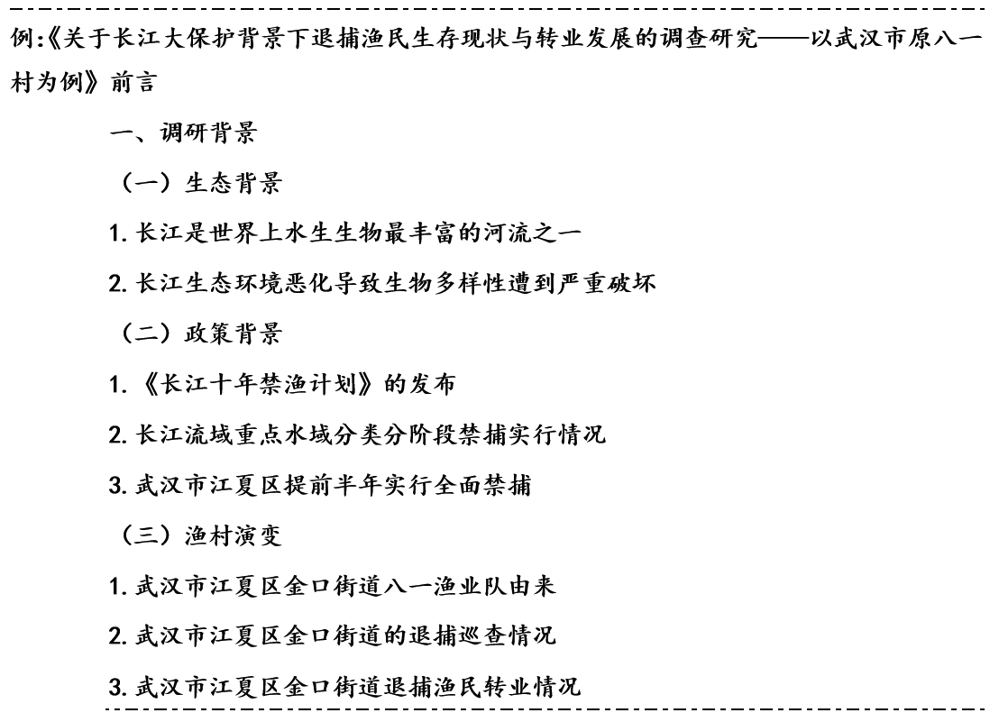 例:《关于长江大保护背景下退捕渔民生存现状与转业发展的调查研究——以武汉市原八一
村为例》前言
一、调研背景
（一）生态背景
1.长江是世界上水生生物最丰富的河流之一
2.长江生态环境恶化导致生物多样性遭到严重破坏
（二）政策背景
1.《长江十年禁渔计划》的发布
2.长江流域重点水域分类分阶段禁捕实行情况
3.武汉市江夏区提前半年实行全面禁捕
（三）渔村演变
1.武汉市江夏区金口街道八一渔业队由来
2.武汉市江夏区金口街道的退捕巡查情况
3.武汉市江夏区金口街道退捕渔民转业情况